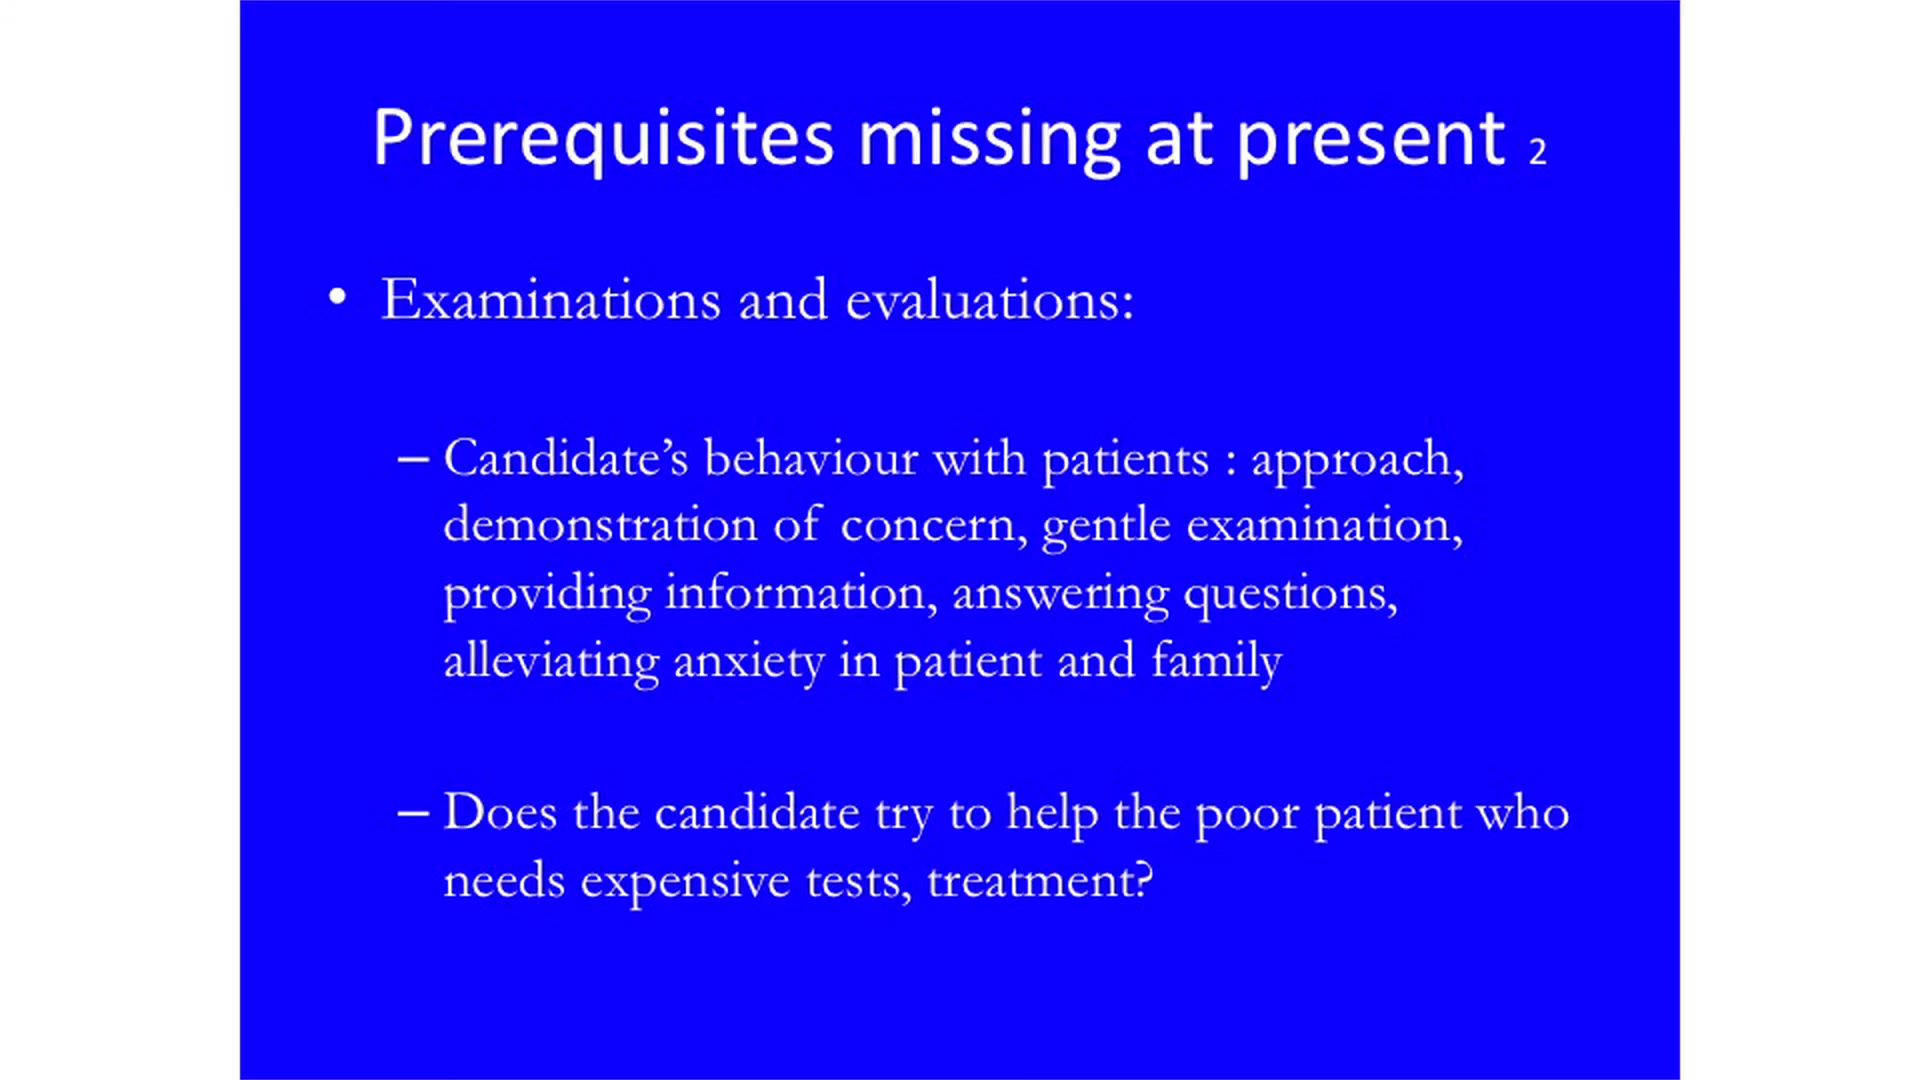 Prerequisites missing at present 2
• Examinations and evaluations:
– Candidate’s behaviour with patients : approach,
demonstration of concern, gentle examination,
providing information, answering questions,
alleviating anxiety in patient and family
– Does the candidate try to help the poor patient who
needs expensive tests, treatment?